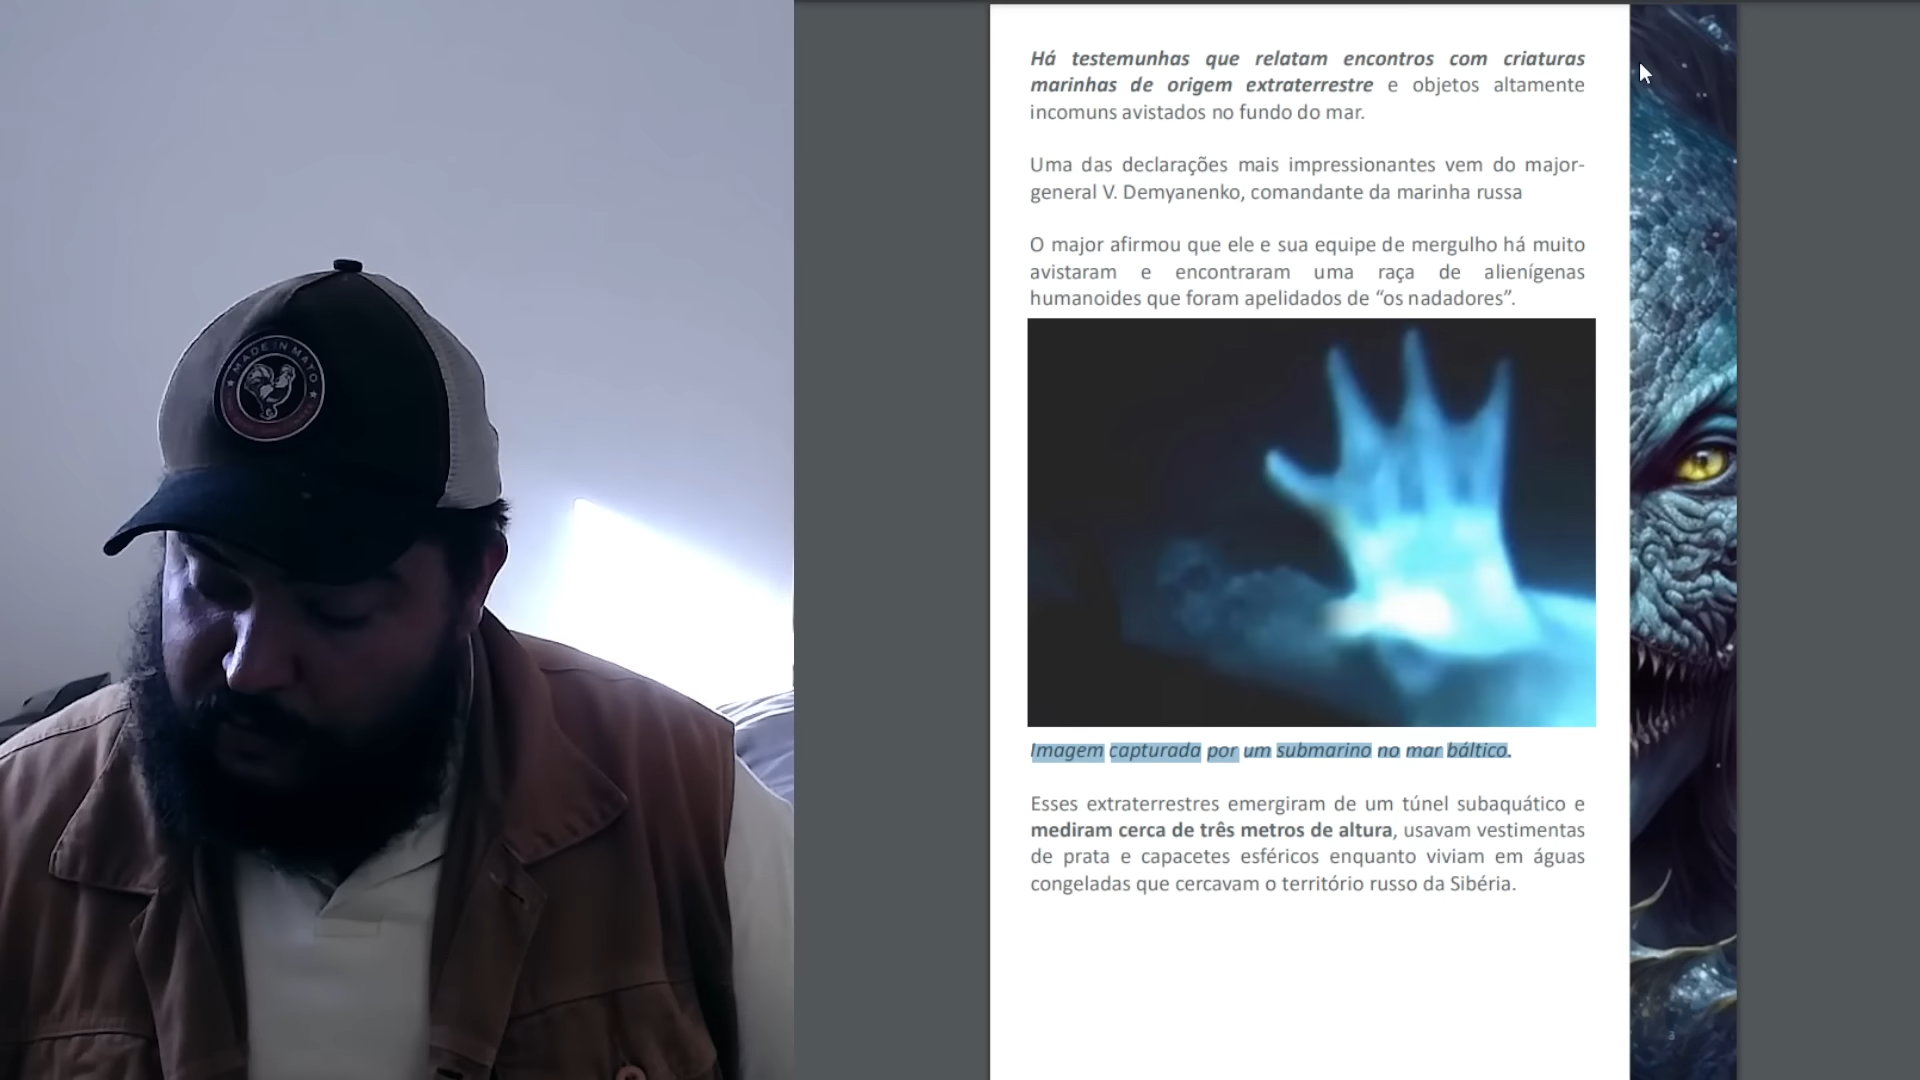 MADE IN MATO
Há testemunhas que relatam encontros com criaturas
marinhas de origem extraterrestre e objetos altamente
incomuns avistados no fundo do mar.
Uma das declarações mais impressionantes vem do major-
general V. Demyanenko, comandante da marinha russa
O major afirmou que ele e sua equipe de mergulho há muito
avistaram e encontraram uma raça de alienígenas
humanoides que foram apelidados de “os nadadores”.
Imagem capturada por um submarino no mar báltico.
Esses extraterrestres emergiram de um túnel subaquático e
mediram cerca de três metros de altura, usavam vestimentas
de prata e capacetes esféricos enquanto viviam em águas
congeladas que cercavam o território russo da Sibéria.
3